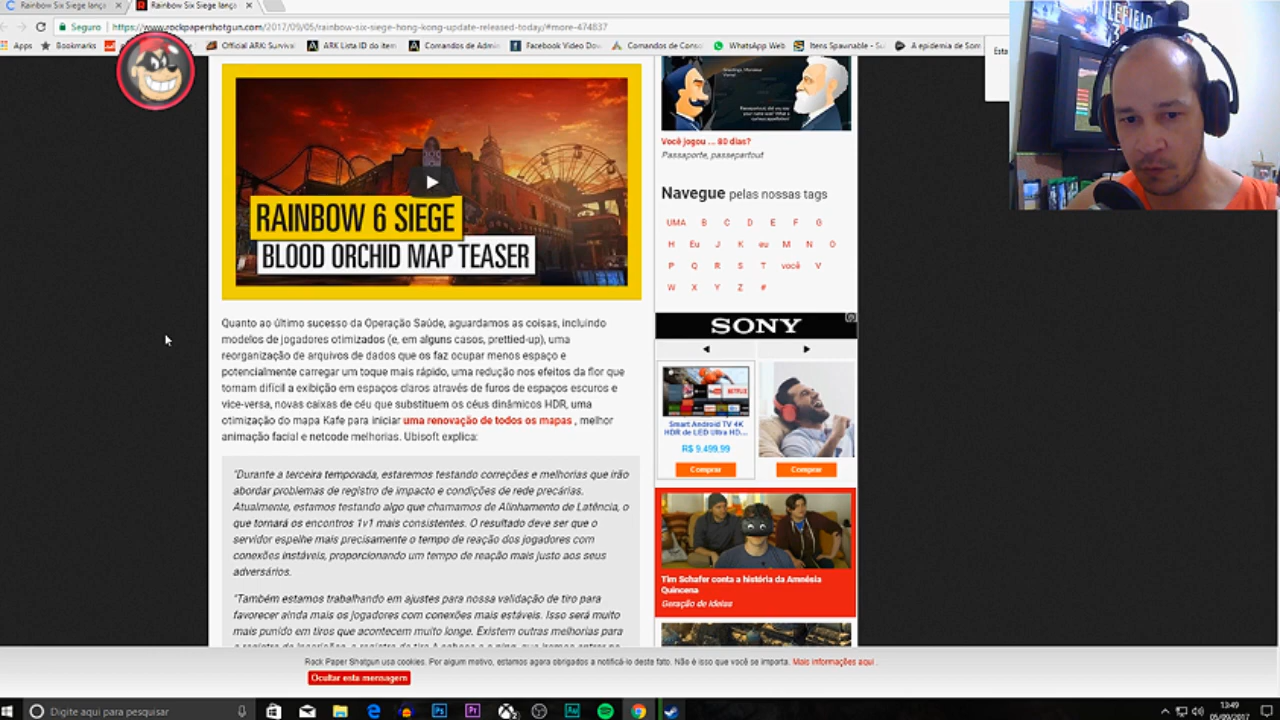 Rainbow Six Siege lanç
Rainbow Six Siege lanç
Seguro
https://www.rockpapershotgun.com/2017/09/05/rainbow-six-siege-hong-kong-update-released-today/#more-474837
Apps
Bookmarks
Official ARK: Survival
ARK Lista ID do item
Comandos de Admin
Facebook Video Dow
Comandos de Conso
WhatsApp Web
Itens Spawnable - Su
A epidemia de Som
Esta
BATTLEFIELD
RAINBOW 6 SIEGE
BLOOD ORCHID MAP TEASER
Você jogou ... 80 dias?
Passaporte, passepartout
Navegue pelas nossas tags
UMA B C D E F G
H Eu J K eu M N O
P Q R S T você V
W X Y Z #
Quanto ao último sucesso da Operação Saúde, aguardamos as coisas, incluindo
modelos de jogadores otimizados (e, em alguns casos, prettied-up), uma
reorganização de arquivos de dados que os faz ocupar menos espaço e
potencialmente carregar um toque mais rápido, uma redução nos efeitos da flor que
tornam difícil a exibição em espaços claros através de furos de espaços escuros e
vice-versa, novas caixas de céu que substituem os céus dinâmicos HDR, uma
otimização do mapa Kafe para iniciar uma renovação de todos os mapas , melhor
animação facial e netcode melhorias. Ubisoft explica:
"Durante a terceira temporada, estaremos testando correções e melhorias que irão
abordar problemas de registro de impacto e condições de rede precárias.
Atualmente, estamos testando algo que chamamos de Alinhamento de Latência, o
que tornará os encontros 1v1 mais consistentes. O resultado deve ser que o
servidor espelhe mais precisamente o tempo de reação dos jogadores com
conexões instáveis, proporcionando um tempo de reação mais justo aos seus
adversários.
"Também estamos trabalhando em ajustes para nossa validação de tiro para
favorecer ainda mais os jogadores com conexões mais estáveis. Isso será muito
mais punido em tiros que acontecem muito longe. Existem outras melhorias para
SONY
NETFLIX
Smart Android TV 4K
HDR de LED Ultra HD...
R$ 9.499,99
Comprar
Comprar
Tim Schafer conta a história da Amnésia
Quinzena
Geração de ideias
Rock Paper Shotgun usa cookies. Por algum motivo, estamos agora obrigados a notificá-lo deste fato. Não é isso que você se importa. Mais informações aqui .
Ocultar esta mensagem
Digite aqui para pesquisar
13:49
05/09/2017